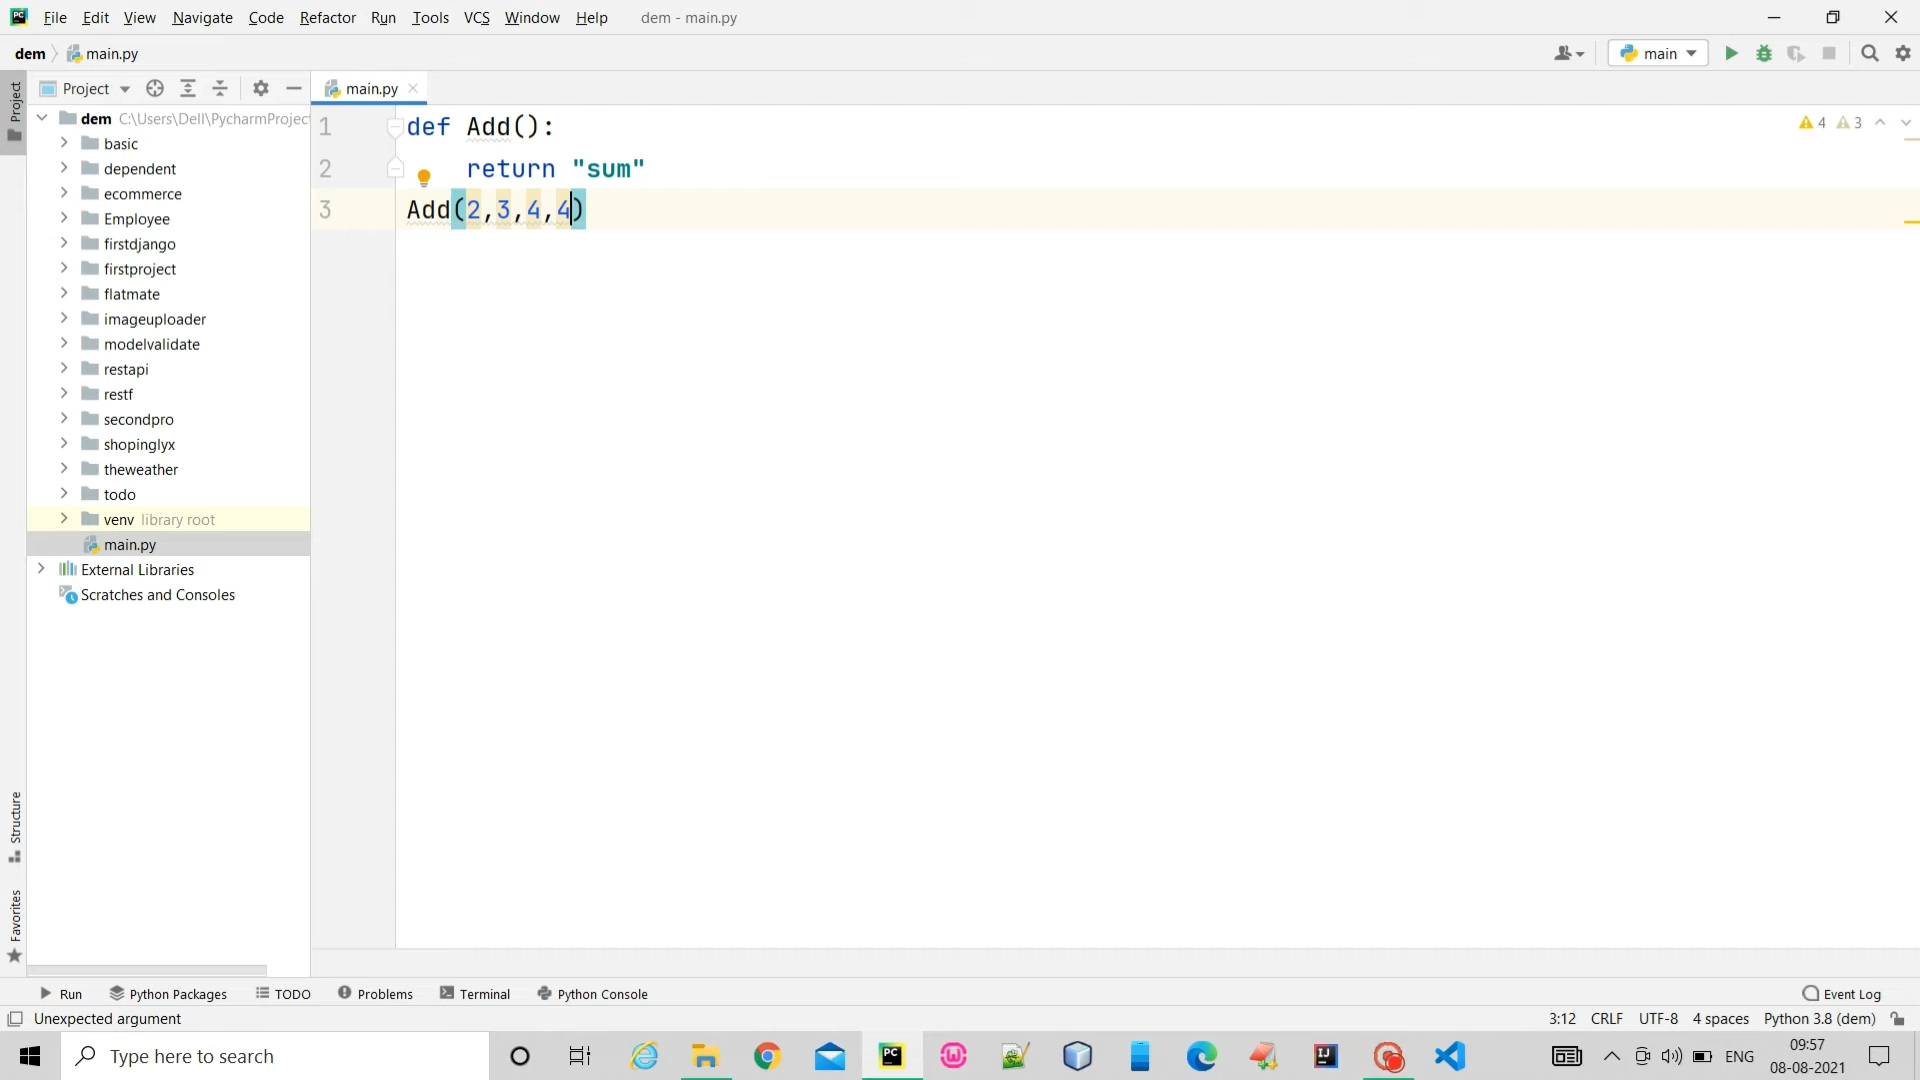 File Edit View Navigate Code Refactor Run Tools VCS Window Help dem - main.py
dem main.py main
Project
Project
main.py
dem C:\Users\Dell\PycharmProjec
basic
dependent
ecommerce
Employee
firstdjango
firstproject
flatmate
imageuploader
modelvalidate
restapi
restf
secondpro
shopinglyx
theweather
todo
venv library root
main.py
External Libraries
Scratches and Consoles
1 def Add():
2 return "sum"
3 Add(2,3,4,4)
4 3
Structure
Favorites
Run Python Packages TODO Problems Terminal Python Console Event Log
Unexpected argument 3:12 CRLF UTF-8 4 spaces Python 3.8 (dem)
Type here to search ENG 09:57
08-08-2021